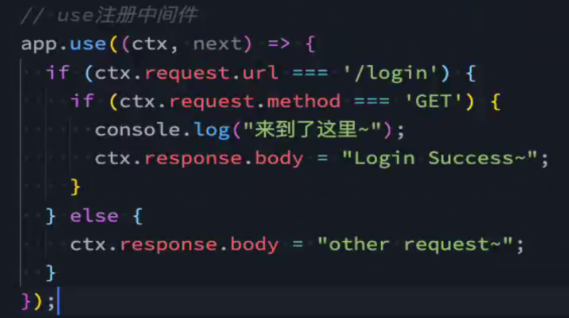 // use注册中间件
app.use((ctx, next) => {
  if (ctx.request.url === '/login') {
    if (ctx.request.method === 'GET') {
      console.log("来到了这里~");
      ctx.response.body = "Login Success~";
    }
  } else {
    ctx.response.body = "other request~";
  }
});